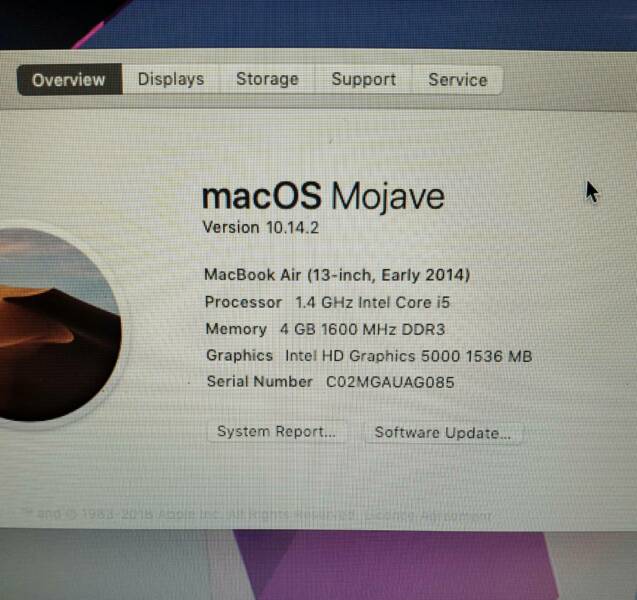 Overview Displays Storage Support Service
macOS Mojave
Version 10.14.2
MacBook Air (13-inch, Early 2014)
Processor 1.4 GHz Intel Core i5
Memory 4 GB 1600 MHz DDR3
Graphics Intel HD Graphics 5000 1536 MB
Serial Number C02MGAUAG085
System Report... Software Update...
™ and © 1983-2018 Apple Inc. All Rights Reserved. Licence Agreement